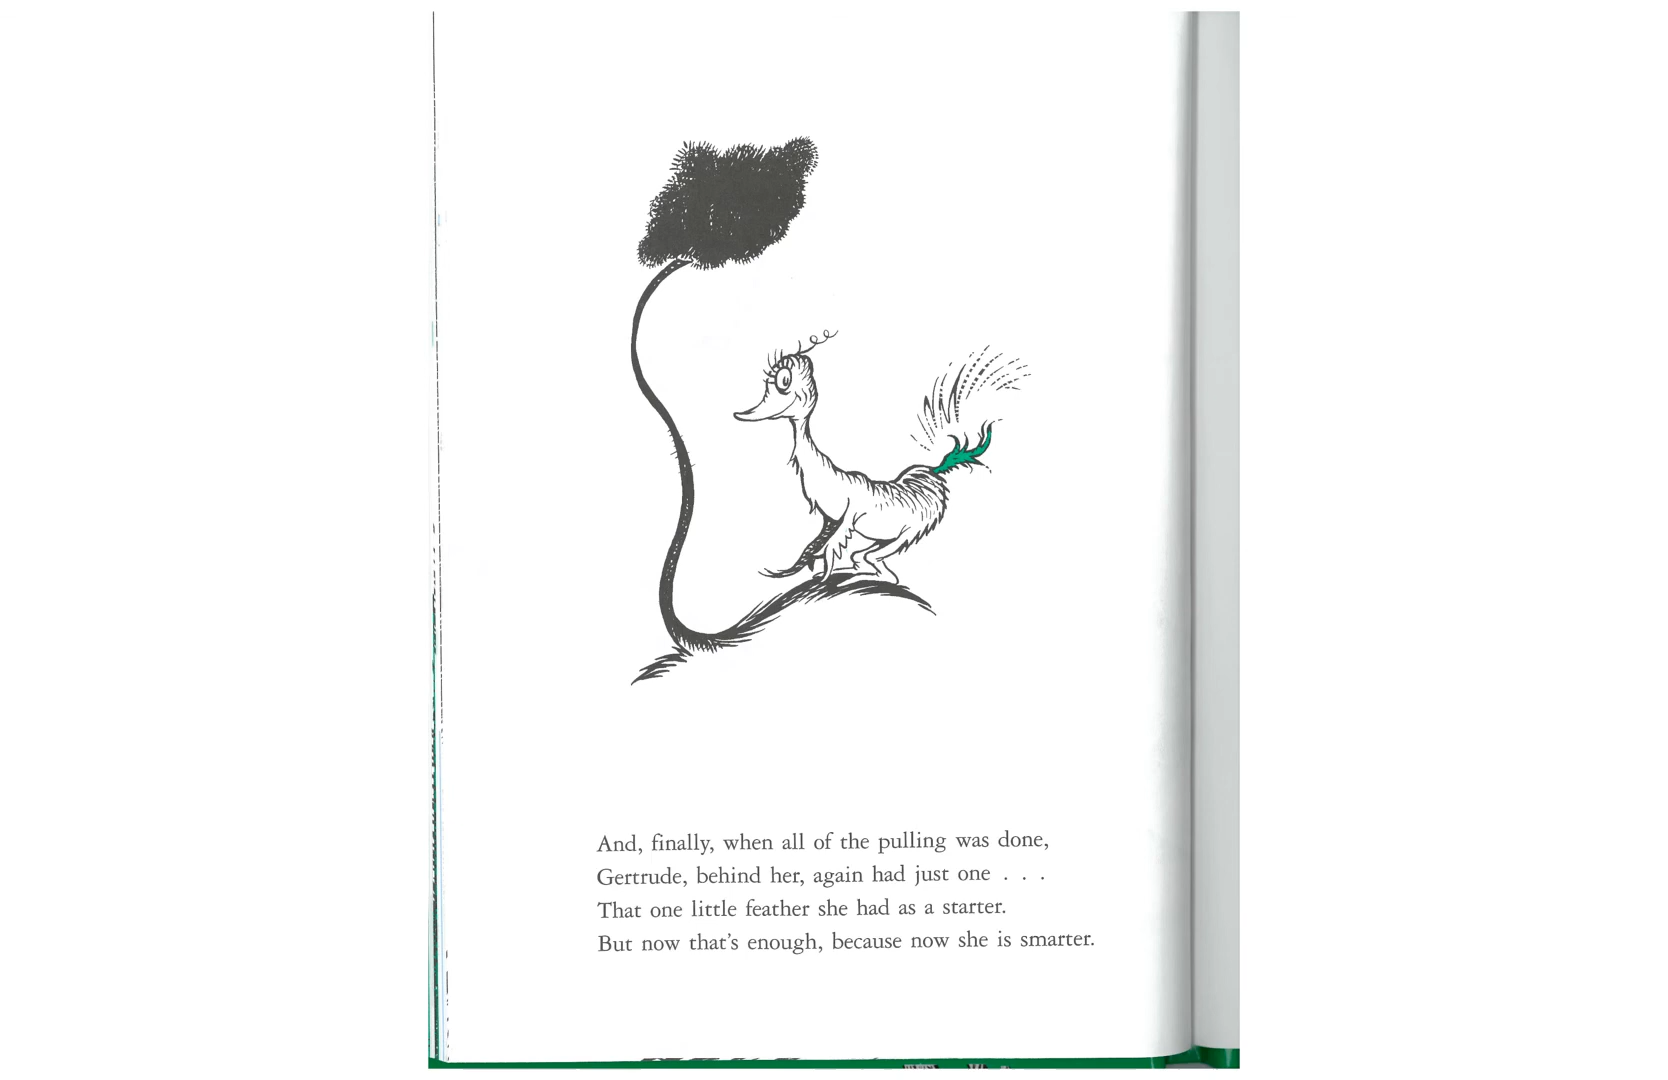 And, finally, when all of the pulling was done,
Gertrude, behind her, again had just one . . .
That one little feather she had as a starter.
But now that's enough, because now she is smarter.